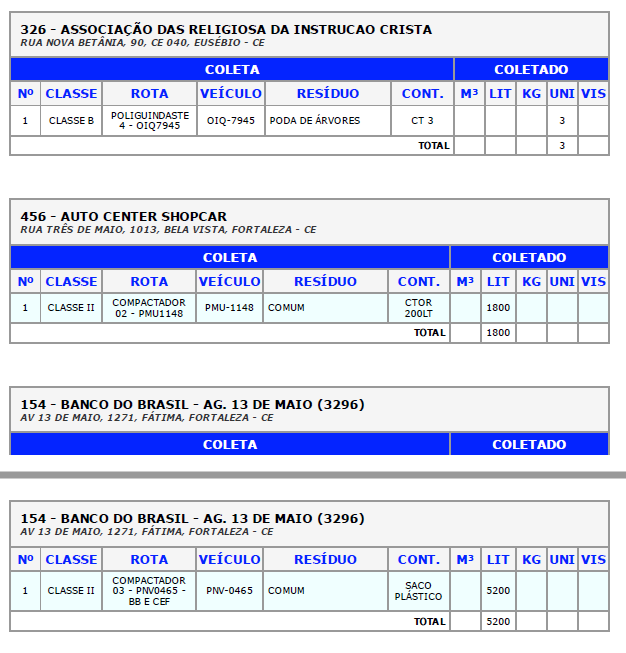 326 - ASSOCIAÇÃO DAS RELIGIOSA DA INSTRUCAO CRISTA
RUA NOVA BETÂNIA, 90, CE 040, EUSÉBIO - CE
COLETA COLETADO
Nº CLASSE ROTA VEÍCULO RESÍDUO CONT. M³ LIT KG UNI VIS
1 CLASSE B POLIGUINDASTE 4 - OIQ7945 OIQ-7945 PODA DE ÁRVORES CT 3 3
TOTAL 3
456 - AUTO CENTER SHOPCAR
RUA TRÊS DE MAIO, 1013, BELA VISTA, FORTALEZA - CE
COLETA COLETADO
Nº CLASSE ROTA VEÍCULO RESÍDUO CONT. M³ LIT KG UNI VIS
1 CLASSE II COMPACTADOR 02 - PMU1148 PMU-1148 COMUM CTOR 200LT 1800
TOTAL 1800
154 - BANCO DO BRASIL - AG. 13 DE MAIO (3296)
AV 13 DE MAIO, 1271, FÁTIMA, FORTALEZA - CE
COLETA COLETADO
154 - BANCO DO BRASIL - AG. 13 DE MAIO (3296)
AV 13 DE MAIO, 1271, FÁTIMA, FORTALEZA - CE
Nº CLASSE ROTA VEÍCULO RESÍDUO CONT. M³ LIT KG UNI VIS
1 CLASSE II COMPACTADOR 03 - PNV0465 - BB E CEF PNV-0465 COMUM SACO PLÁSTICO 5200
TOTAL 5200